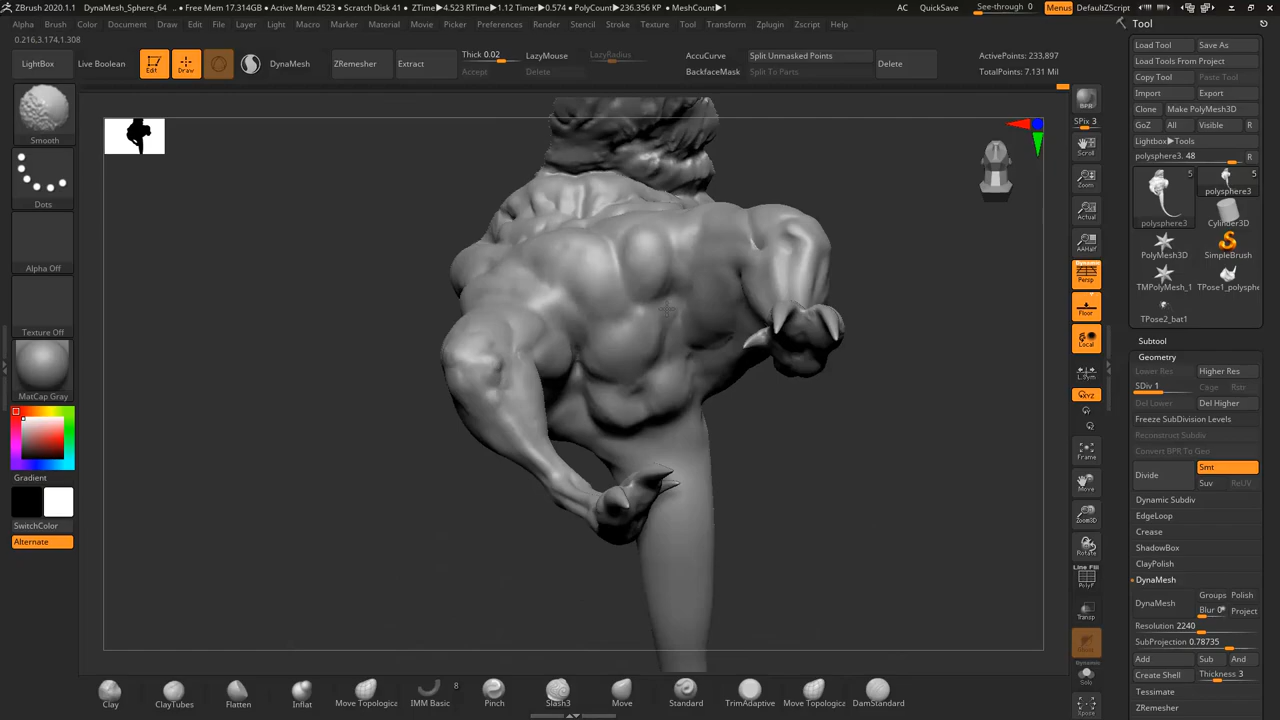 ZBrush 2020.1.1
DynaMesh_Sphere_64 ... • Free Mem 17.314GB • Active Mem 4523 • Scratch Disk 41 • ZTime▶4.523 RTime▶1.12 Timer▶0.574 • PolyCount▶236.356 KP • MeshCount▶1
AC QuickSave See-through 0 Menus DefaultZScript
Alpha Brush Color Document Draw Edit File Layer Light Macro Marker Material Movie Picker Preferences Render Stencil Stroke Texture Tool Transform Zplugin Zscript Help
0.216,3.174,1.308
LightBox Live Boolean Edit Draw DynaMesh ZRemesher Extract
Thick 0.02 LazyMouse LazyRadius
Accept Delete
AccuCurve Split Unmasked Points
BackfaceMask Split To Parts
Delete
ActivePoints: 233,897
TotalPoints: 7.131 Mil
Smooth
Dots
Alpha Off
Texture Off
MatCap Gray
Gradient
SwitchColor
Alternate
BPR
SPix 3
Scroll
Zoom
Actual
AAHalf
Dynamic
Persp
Floor
Local
L.Sym
XYZ
Frame
Move
Zoom3D
Rotate
Line Fill
PolyF
Transp
Dynamic
Solo
Xpose
Tool
Load Tool Save As
Load Tools From Project
Copy Tool Paste Tool
Import Export
Clone Make PolyMesh3D
GoZ All Visible R
Lightbox▶Tools
polysphere3. 48 R
5 5
polysphere3
polysphere3 Cylinder3D
PolyMesh3D SimpleBrush
TMPolyMesh_1 TPose1_polysphe
TPose2_bat1
Subtool
Geometry
Lower Res Higher Res
SDiv 1 Cage Rstr
Del Lower Del Higher
Freeze SubDivision Levels
Reconstruct Subdiv
Convert BPR To Geo
Divide Smt
Suv ReUV
Dynamic Subdiv
EdgeLoop
Crease
ShadowBox
ClayPolish
DynaMesh
DynaMesh Groups Polish
Blur 0 Project
Resolution 2240
SubProjection 0.78735
Add Sub And
Create Shell Thickness 3
Tessimate
ZRemesher
Clay ClayTubes Flatten Inflat Move Topologica IMM Basic 8 Pinch Slash3 Move Standard TrimAdaptive Move Topologica DamStandard